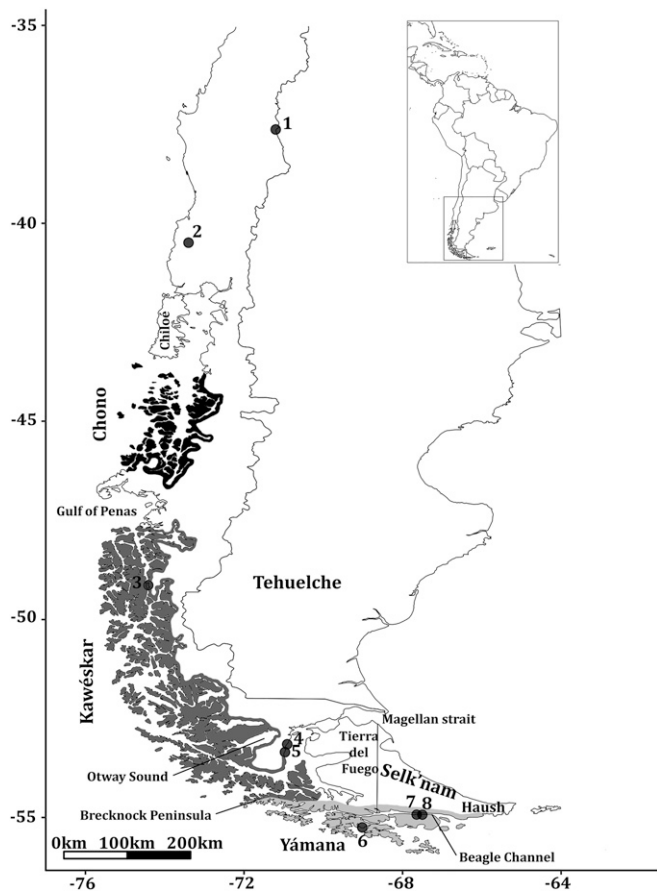 -35
1
-40
2
Chiloe
Chono
-45
Gulf of Penas
3
Tehuelche
-50
Kawéskar
Magellan strait
4
5
Tierra
del
Fuego
Otway Sound
Selk'nam
Haush
Brecknock Peninsula
7 8
-55
6
Yámana
Beagle Channel
0km 100km 200km
-76 -72 -68 -64